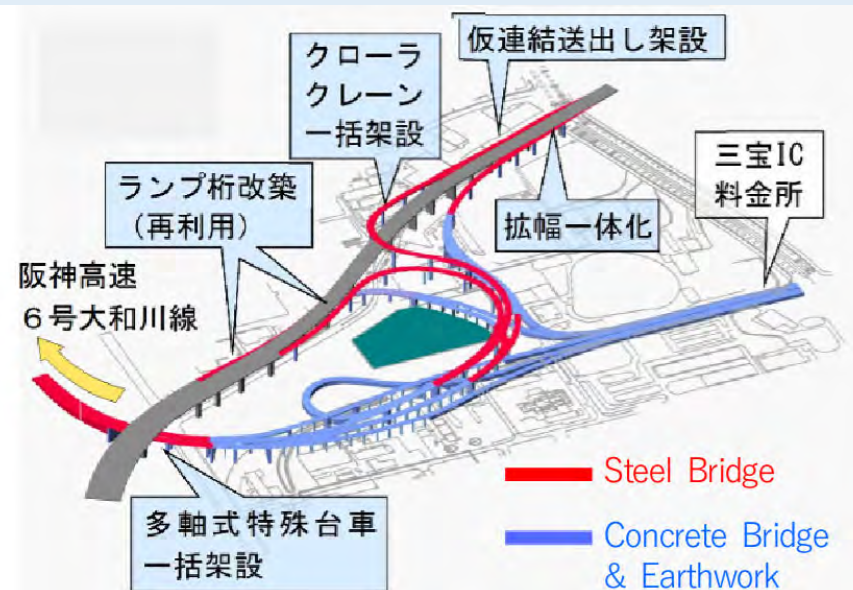 仮連結送出し架設
クローラ
クレーン
一括架設
三宝IC
料金所
ランプ桁改築
(再利用)
拡幅一体化
阪神高速
6号大和川線
多軸式特殊台車
一括架設
Steel Bridge
Concrete Bridge
& Earthwork